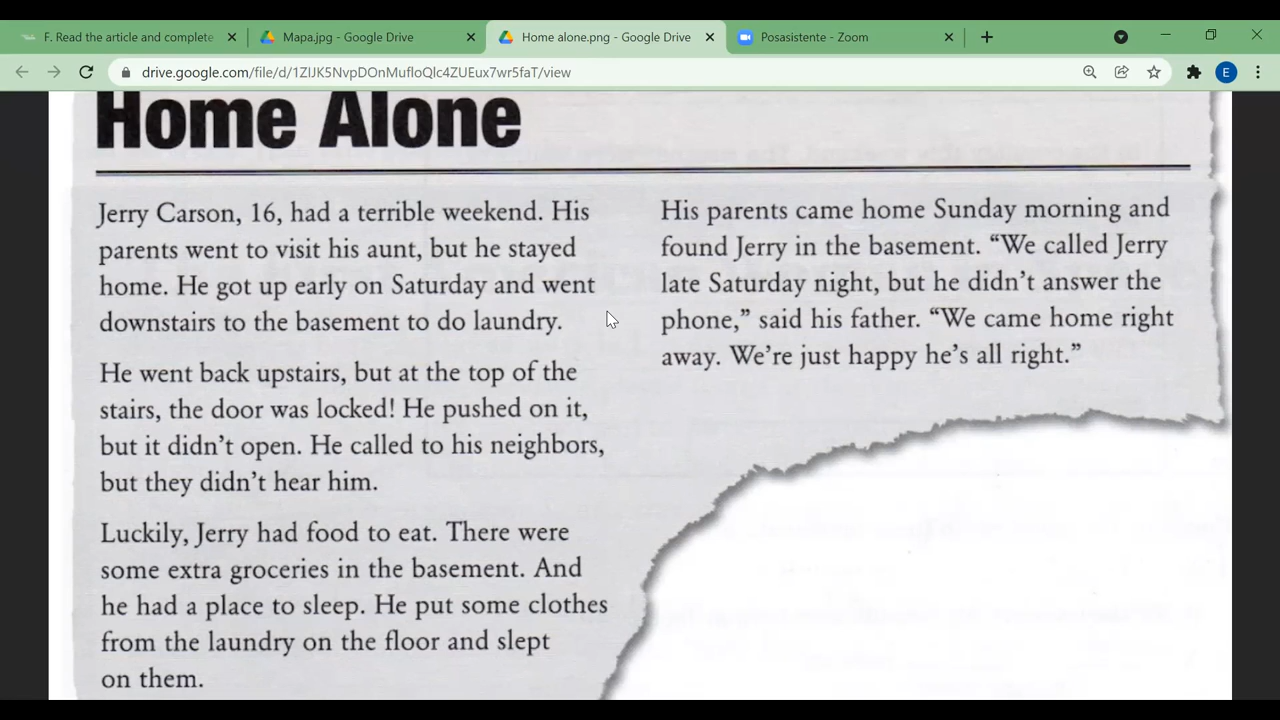 F. Read the article and complete
Mapa.jpg - Google Drive
Home alone.png - Google Drive
Posasistente - Zoom
drive.google.com/file/d/1ZIJK5NvpDOnMufloQlc4ZUEux7wr5faT/view
E
Home Alone
Jerry Carson, 16, had a terrible weekend. His
parents went to visit his aunt, but he stayed
home. He got up early on Saturday and went
downstairs to the basement to do laundry.
He went back upstairs, but at the top of the
stairs, the door was locked! He pushed on it,
but it didn’t open. He called to his neighbors,
but they didn’t hear him.
Luckily, Jerry had food to eat. There were
some extra groceries in the basement. And
he had a place to sleep. He put some clothes
from the laundry on the floor and slept
on them.
His parents came home Sunday morning and
found Jerry in the basement. “We called Jerry
late Saturday night, but he didn’t answer the
phone,” said his father. “We came home right
away. We’re just happy he’s all right.”